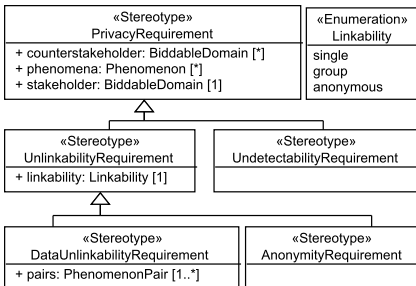 «Stereotype»
PrivacyRequirement
+ counterstakeholder: BiddableDomain [*]
+ phenomena: Phenomenon [*]
+ stakeholder: BiddableDomain [1]
«Enumeration»
Linkability
single
group
anonymous
«Stereotype»
UnlinkabilityRequirement
+ linkability: Linkability [1]
«Stereotype»
UndetectabilityRequirement
«Stereotype»
DataUnlinkabilityRequirement
+ pairs: PhenomenonPair [1..*]
«Stereotype»
AnonymityRequirement